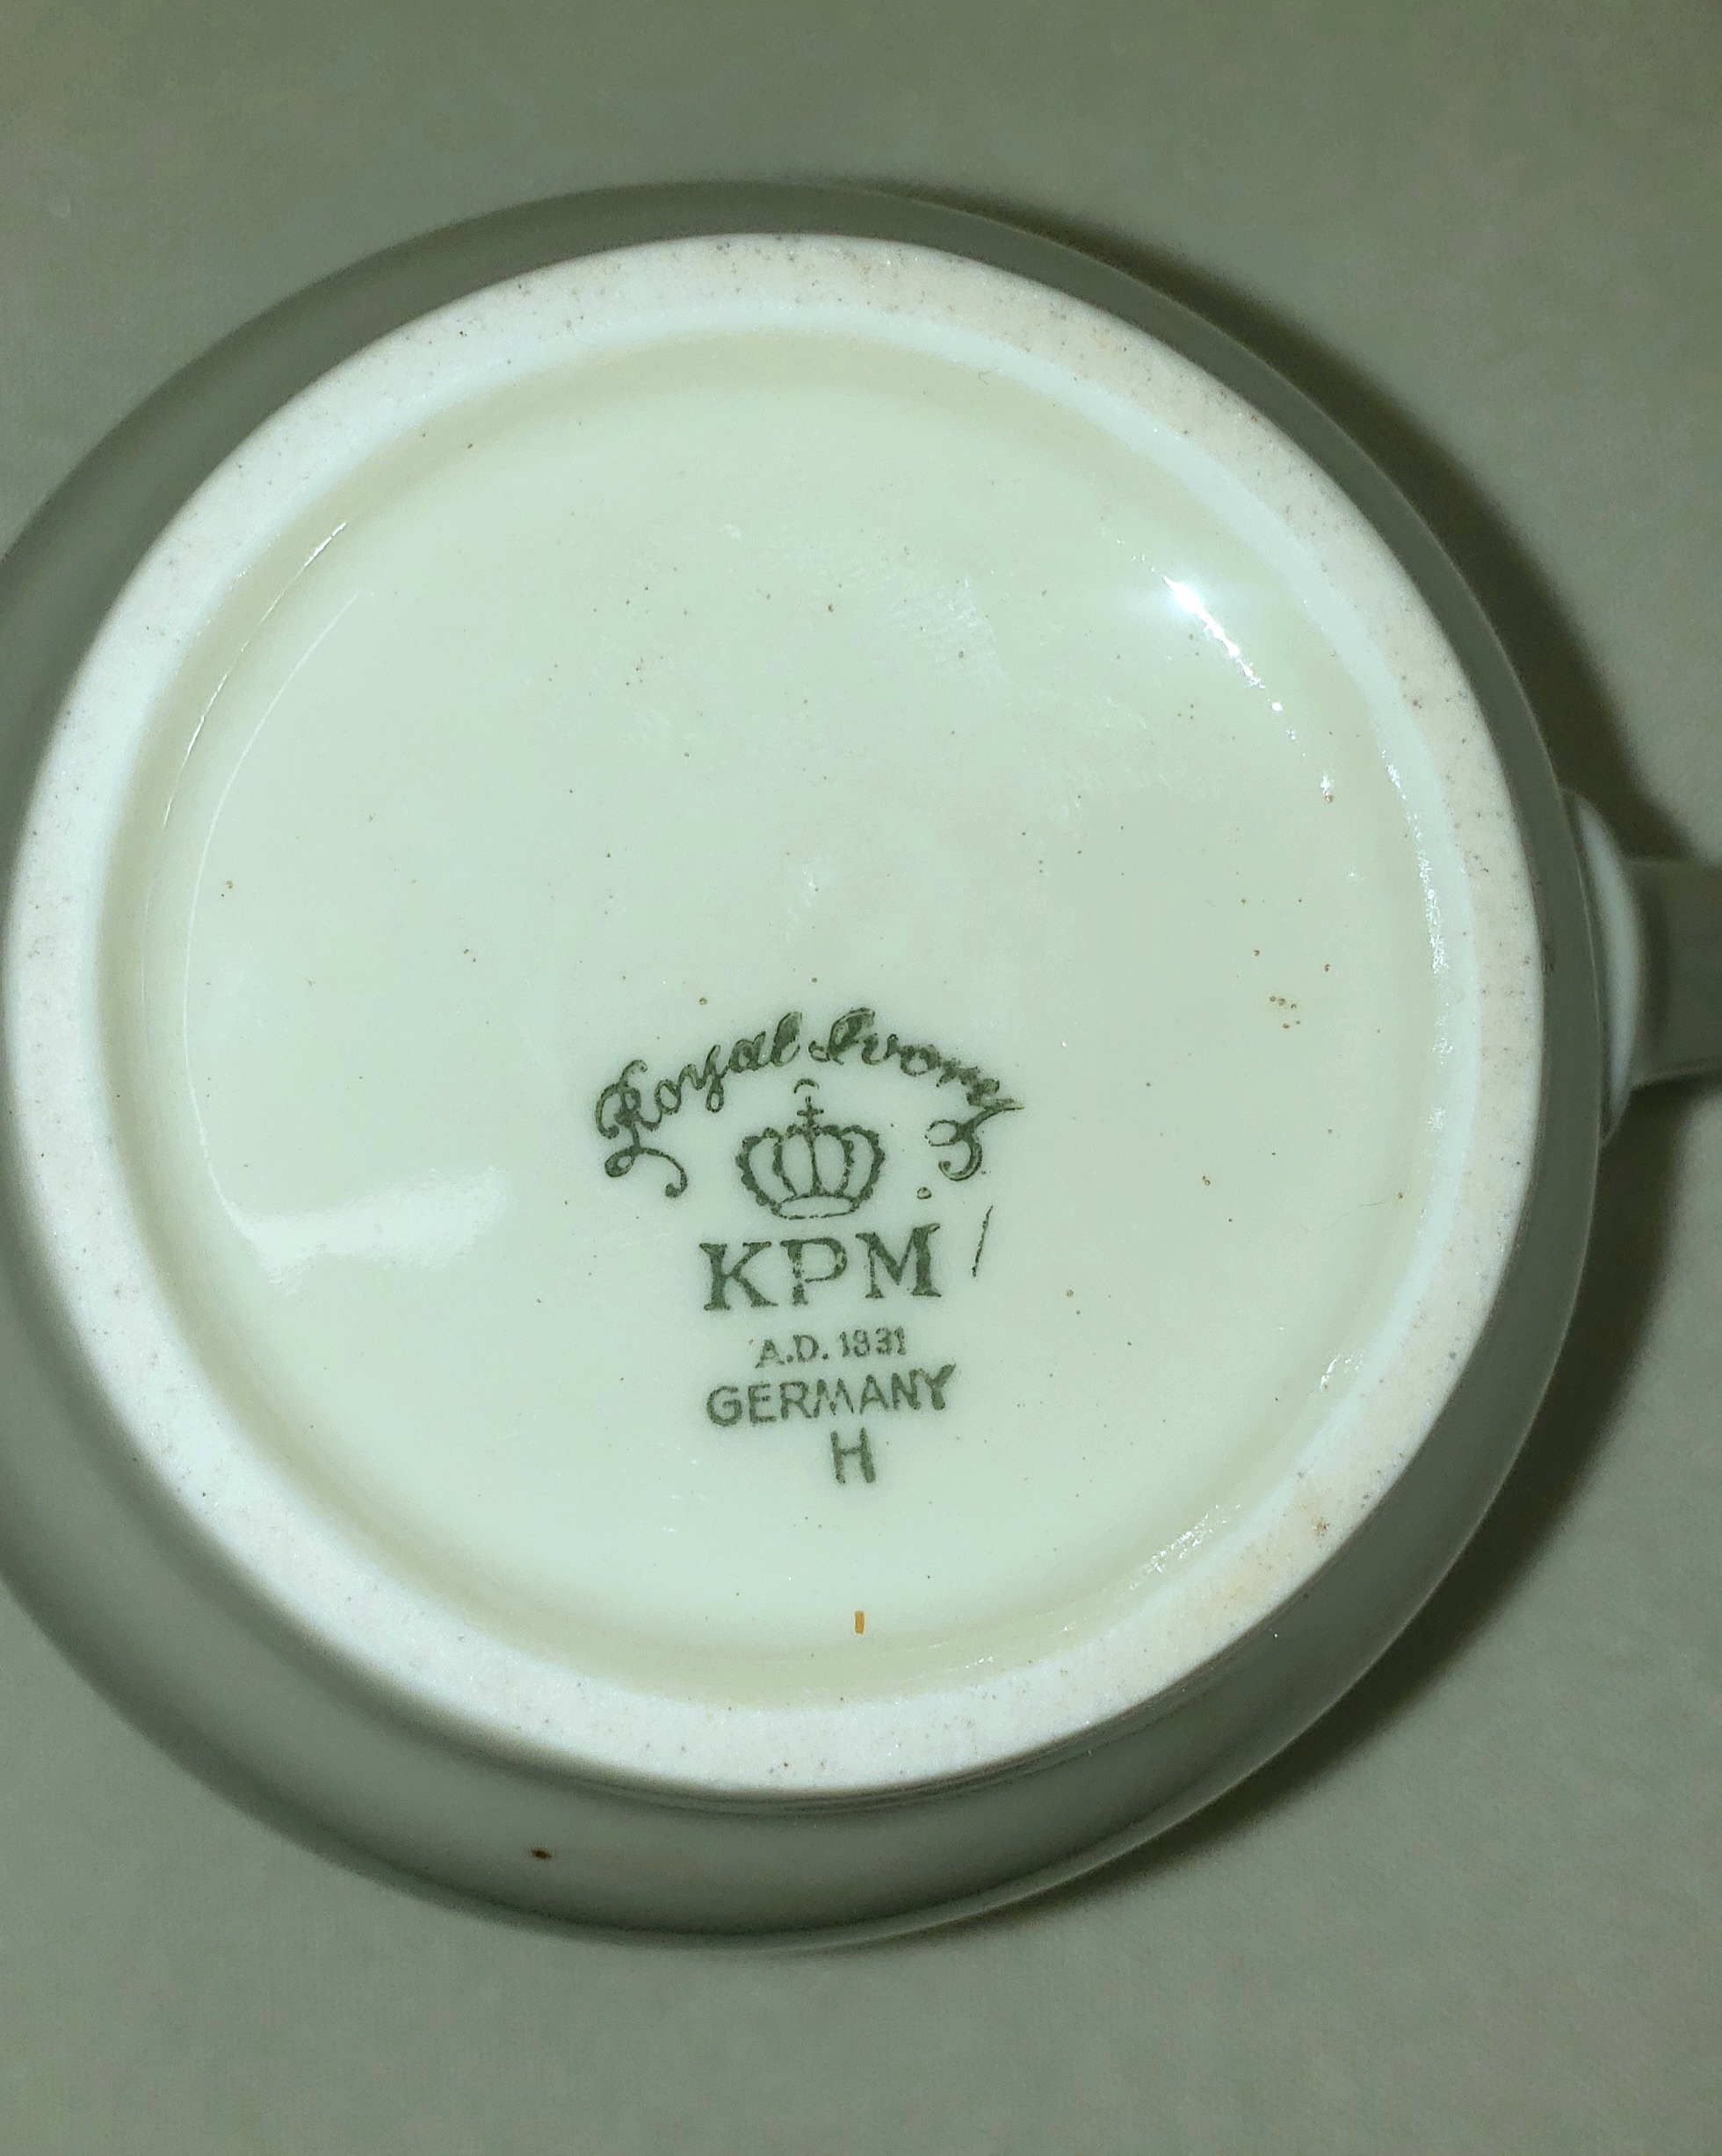 Royal Ivory
KPM
A.D. 1831
GERMANY
H